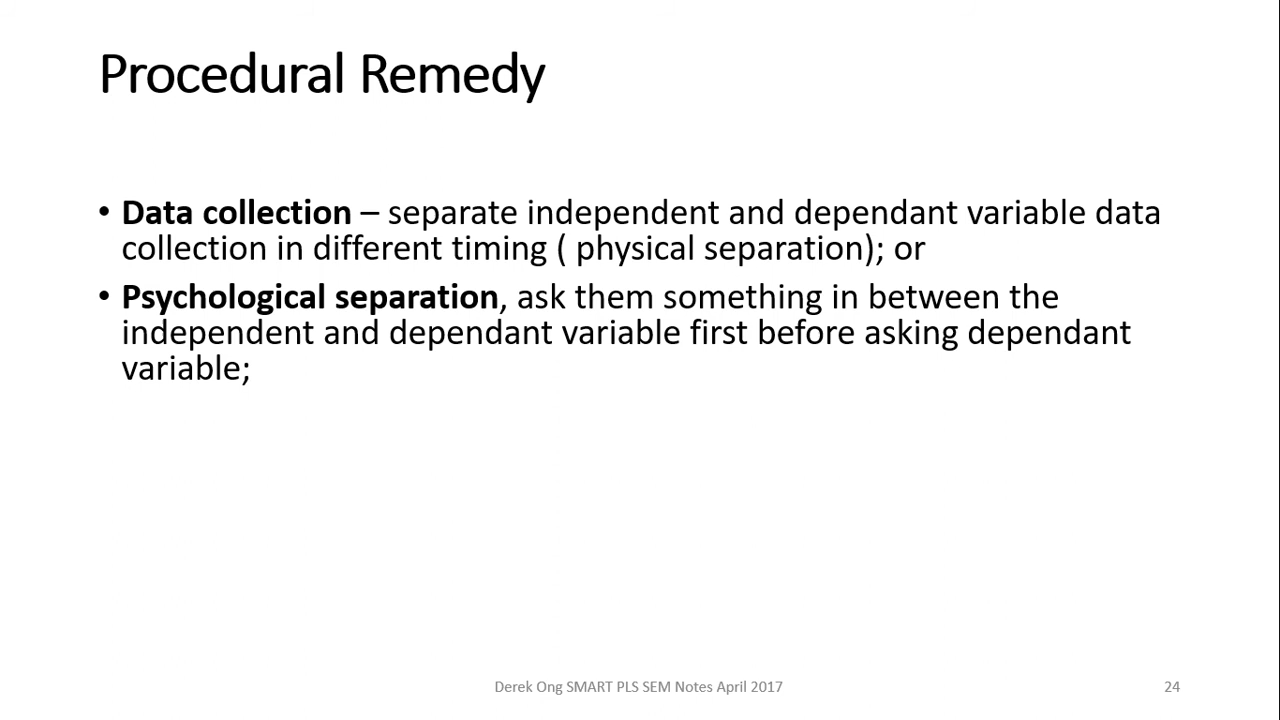 Procedural Remedy
• Data collection – separate independent and dependant variable data
collection in different timing ( physical separation); or
• Psychological separation, ask them something in between the
independent and dependant variable first before asking dependant
variable;
Derek Ong SMART PLS SEM Notes April 2017
24